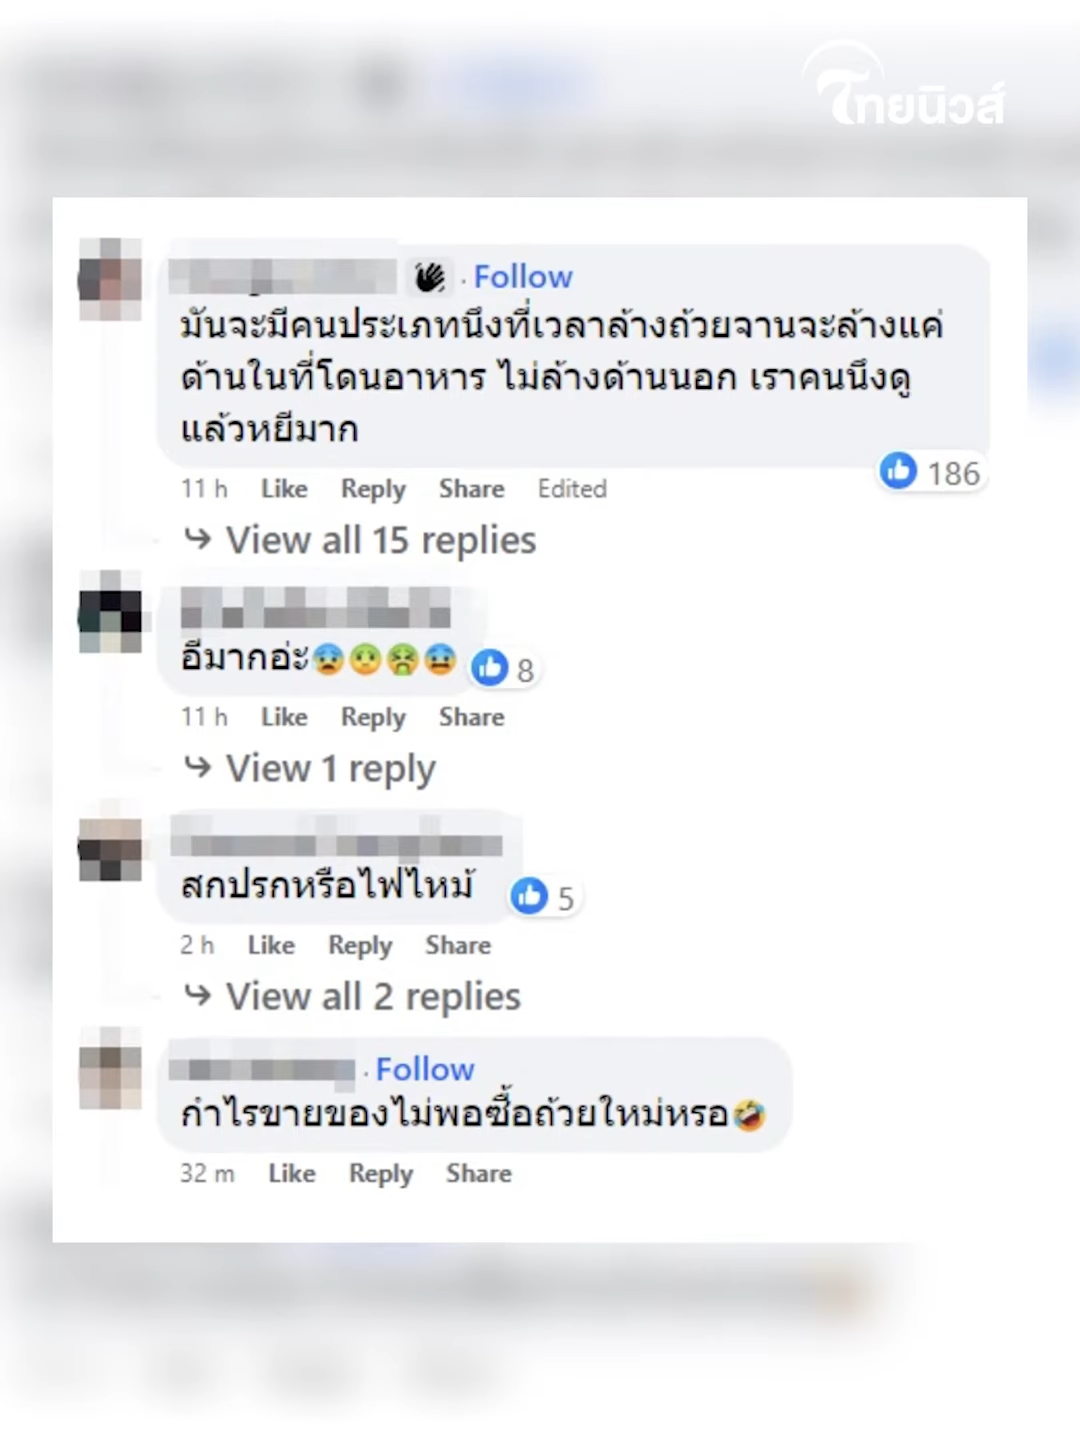 ไทยนิวส์
· Follow
มันจะมีคนประเภทนึงที่เวลาล้างถ้วยจานจะล้างแค่
ด้านในที่โดนอาหาร ไม่ล้างด้านนอก เราคนนึงดู
แล้วหยีมาก
186
11 h Like Reply Share Edited
View all 15 replies
อี๋มากอ่ะ😰🤢🤮😨
8
11 h Like Reply Share
View 1 reply
สกปรกหรือไฟไหม้
5
2 h Like Reply Share
View all 2 replies
· Follow
กำไรขายของไม่พอซื้อถ้วยใหม่หรอ🤣
32 m Like Reply Share